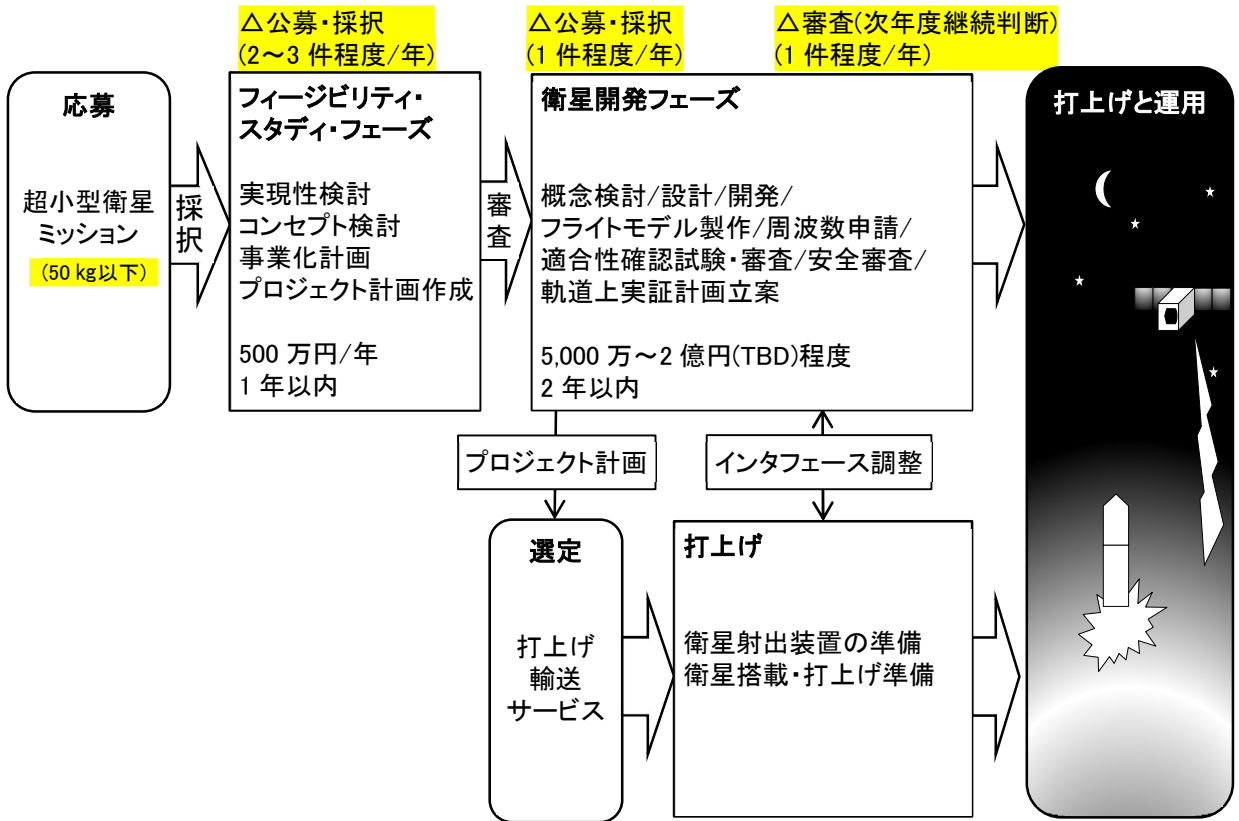 △公募・採択
(2～3 件程度/年)
△公募・採択
(1 件程度/年)
△審査(次年度継続判断)
(1 件程度/年)
応募
超小型衛星
ミッション
(50 kg以下)
採択
フィージビリティ・
スタディ・フェーズ
実現性検討
コンセプト検討
事業化計画
プロジェクト計画作成
500 万円/年
1 年以内
審査
衛星開発フェーズ
概念検討/設計/開発/
フライトモデル製作/周波数申請/
適合性確認試験・審査/安全審査/
軌道上実証計画立案
5,000 万～2 億円(TBD)程度
2 年以内
打上げと運用
プロジェクト計画
インタフェース調整
選定
打上げ
輸送
サービス
打上げ
衛星射出装置の準備
衛星搭載・打上げ準備